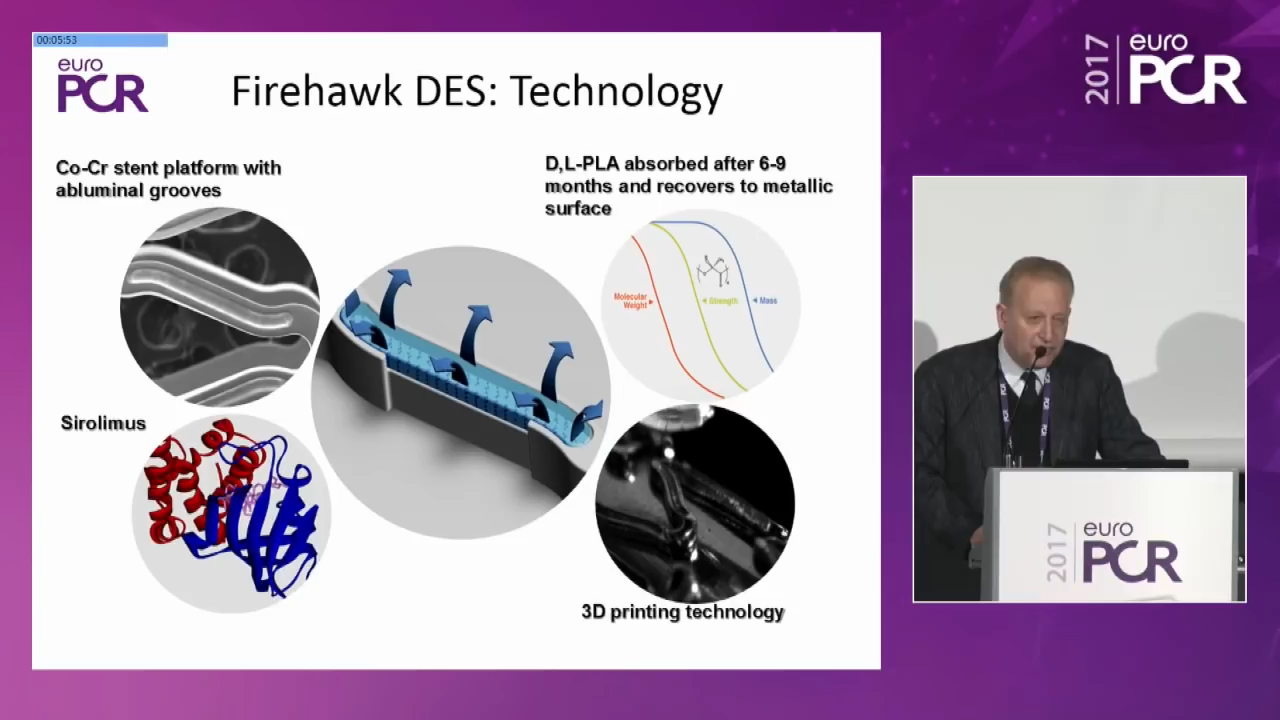 00:05:53
euro
PCR
Firehawk DES: Technology
Co-Cr stent platform with
abluminal grooves
D,L-PLA absorbed after 6-9
months and recovers to metallic
surface
Molecular
Weight
Strength
Mass
Sirolimus
3D printing technology
2017
euro
PCR
2017
euro
PCR